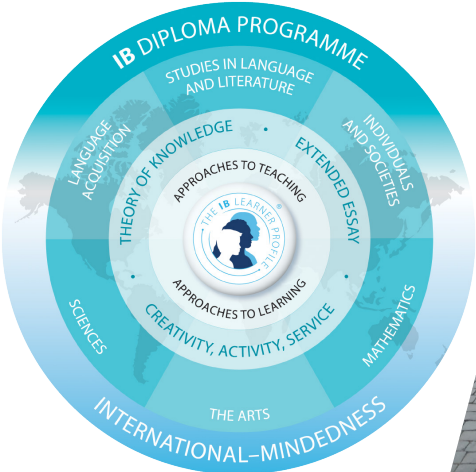 IB DIPLOMA PROGRAMME
STUDIES IN LANGUAGE
AND LITERATURE
LANGUAGE
ACQUISITION
INDIVIDUALS
AND SOCIETIES
THEORY OF KNOWLEDGE
•
EXTENDED ESSAY
APPROACHES TO TEACHING
• THE IB LEARNER PROFILE •
®
APPROACHES TO LEARNING
•
CREATIVITY, ACTIVITY, SERVICE
•
SCIENCES
MATHEMATICS
THE ARTS
INTERNATIONAL–MINDEDNESS